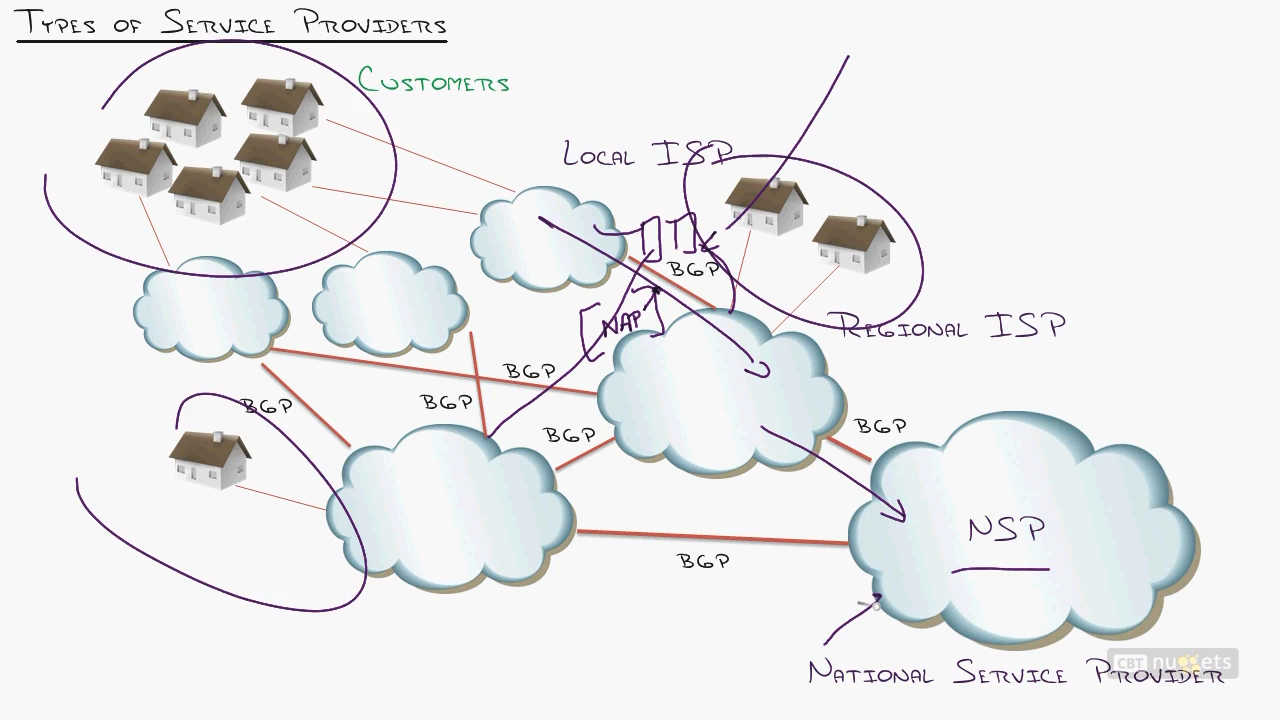 TYPES OF SERVICE PROVIDERS
CUSTOMERS
LOCAL ISP
BGP
NAP
REGIONAL ISP
BGP
BGP
BGP
BGP
BGP
NSP
BGP
CBT nuggets
NATIONAL SERVICE PROVIDER